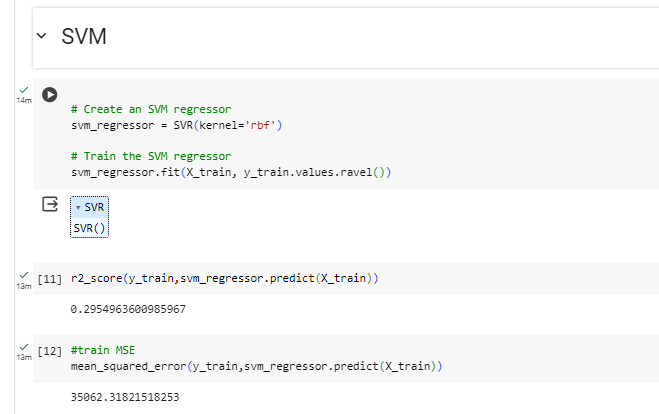 SVM
14m
# Create an SVM regressor
svm_regressor = SVR(kernel='rbf')
# Train the SVM regressor
svm_regressor.fit(X_train, y_train.values.ravel())
SVR
SVR()
13m [11] r2_score(y_train,svm_regressor.predict(X_train))
0.2954963600985967
13m [12] #train MSE
mean_squared_error(y_train,svm_regressor.predict(X_train))
35062.31821518253